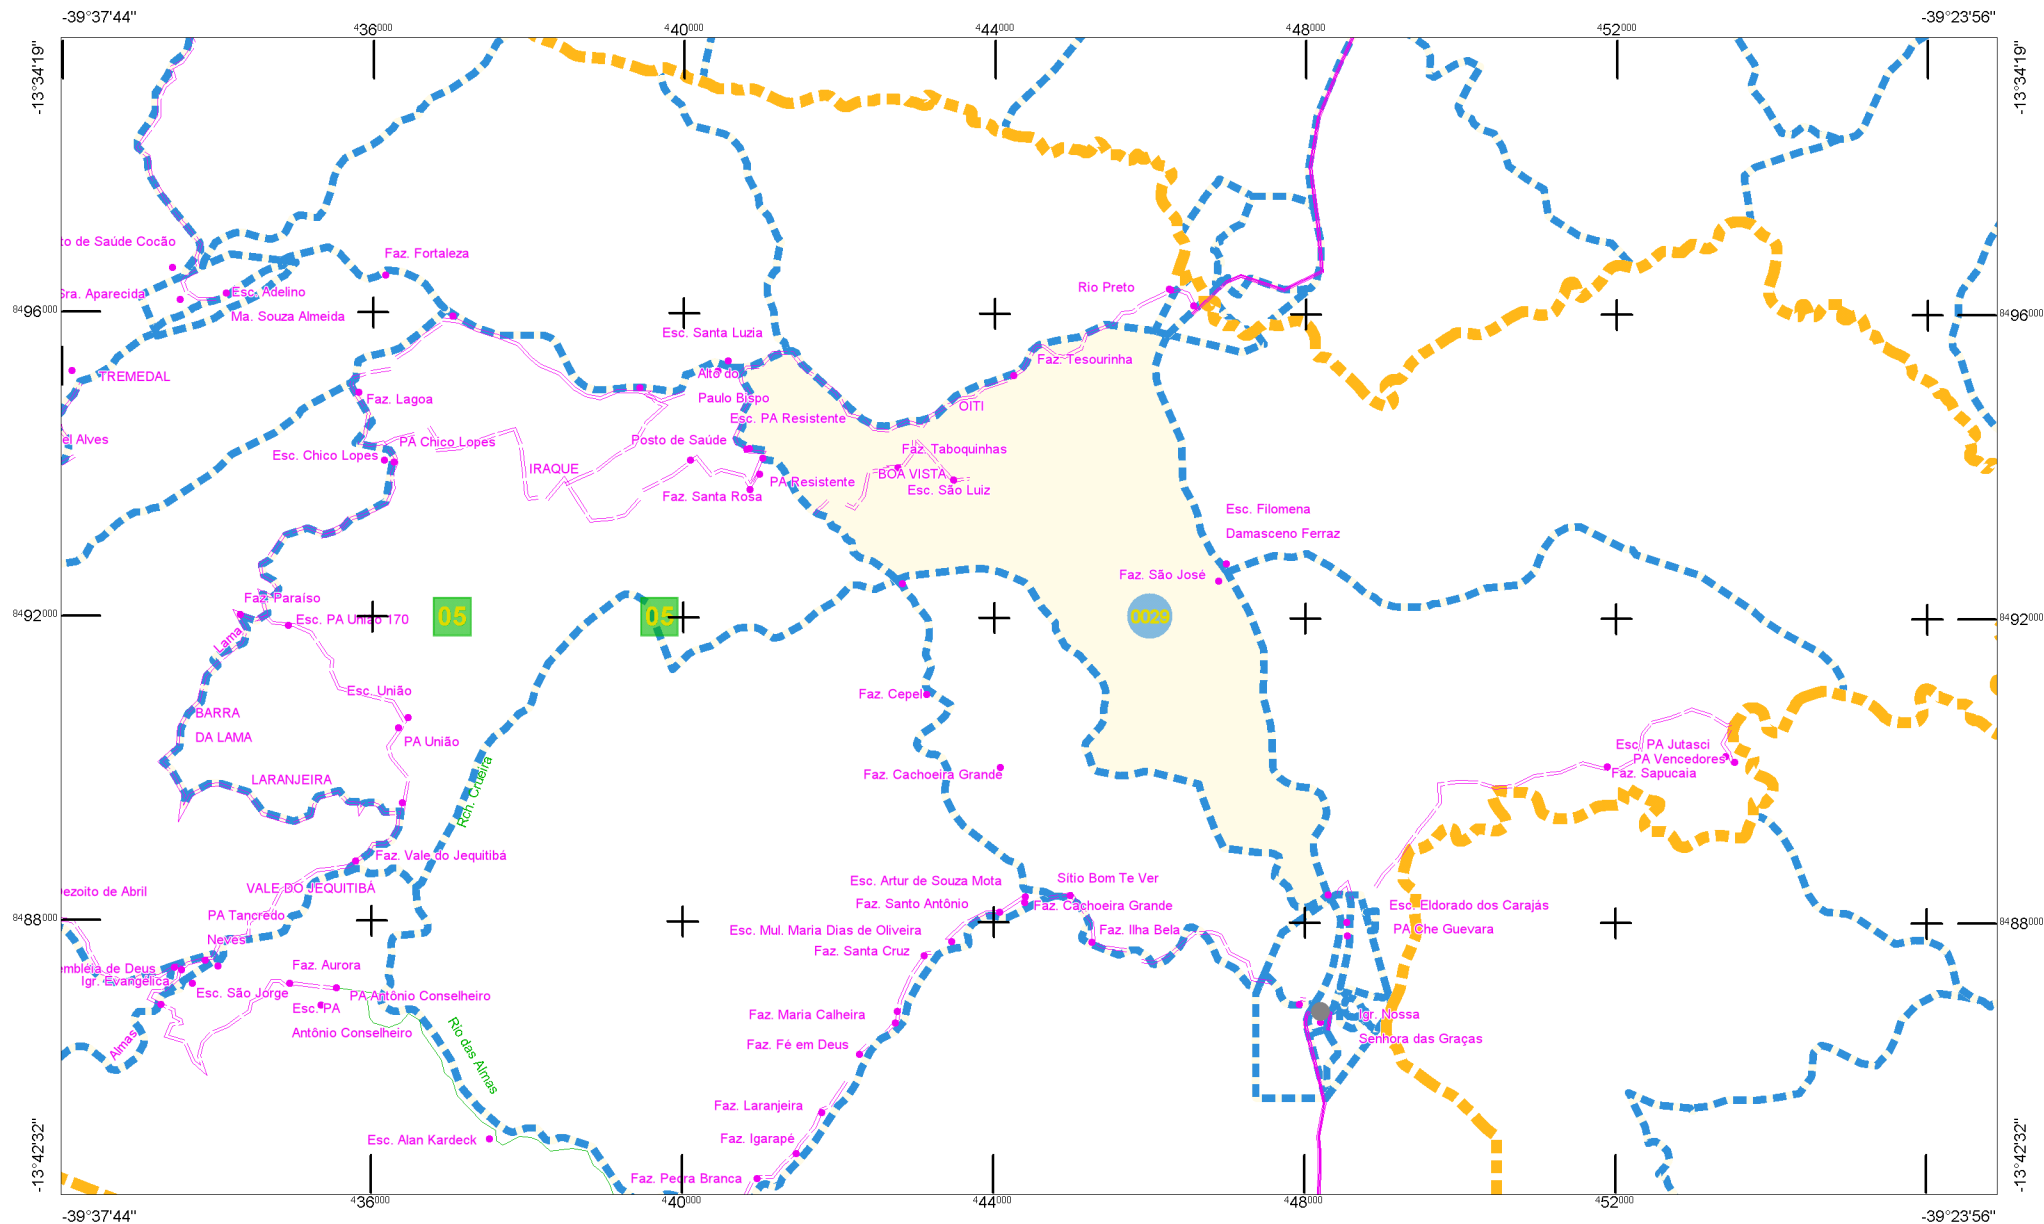 -39°37'44"
436000
440000
444000
448000
452000
-39°23'56"
-13°34'19"
-13°34'19"
to de Saúde Cocão
Faz. Fortaleza
Sra. Aparecida
Esc. Adelino
Ma. Souza Almeida
Rio Preto
8496000
8496000
Esc. Santa Luzia
Faz. Tesourinha
TREMEDAL
Alto do
Paulo Bispo
Faz. Lagoa
OITI
Esc. PA Resistente
el Alves
PA Chico Lopes
Posto de Saúde
Faz. Taboquinhas
Esc. Chico Lopes
IRAQUE
BOA VISTA
PA Resistente
Esc. São Luiz
Faz. Santa Rosa
Esc. Filomena
Damasceno Ferraz
Faz. São José
Faz. Paraíso
8492000
05
05
0029
8492000
Esc. PA União 170
Lama
Esc. União
Faz. Cepel
BARRA
DA LAMA
PA União
Esc. PA Jutasci
PA Vencedores
Faz. Sapucaia
LARANJEIRA
Faz. Cachoeira Grande
Rch. Crueira
Faz. Vale do Jequitibá
Sitio Bom Te Ver
Esc. Artur de Souza Mota
ezoito de Abril
VALE DO JEQUITIBÁ
Faz. Santo Antônio
Faz. Cachoeira Grande
Esc. Eldorado dos Carajás
8488000
8488000
PA Tancredo
Neves
Esc. Mul. Maria Dias de Oliveira
Faz. Ilha Bela
PA Che Guevara
Faz. Santa Cruz
embléia de Deus
Faz. Aurora
Igr. Evangélica
Esc. São Jorge
PA Antônio Conselheiro
Esc. PA
Antônio Conselheiro
Faz. Maria Calheira
Igr. Nossa
Senhora das Graças
Almas
Rio das Almas
Faz. Fé em Deus
Faz. Laranjeira
Esc. Alan Kardeck
Faz. Igarapé
Faz. Pedra Branca
-13°42'32"
-13°42'32"
-39°37'44"
436000
440000
444000
448000
452000
-39°23'56"